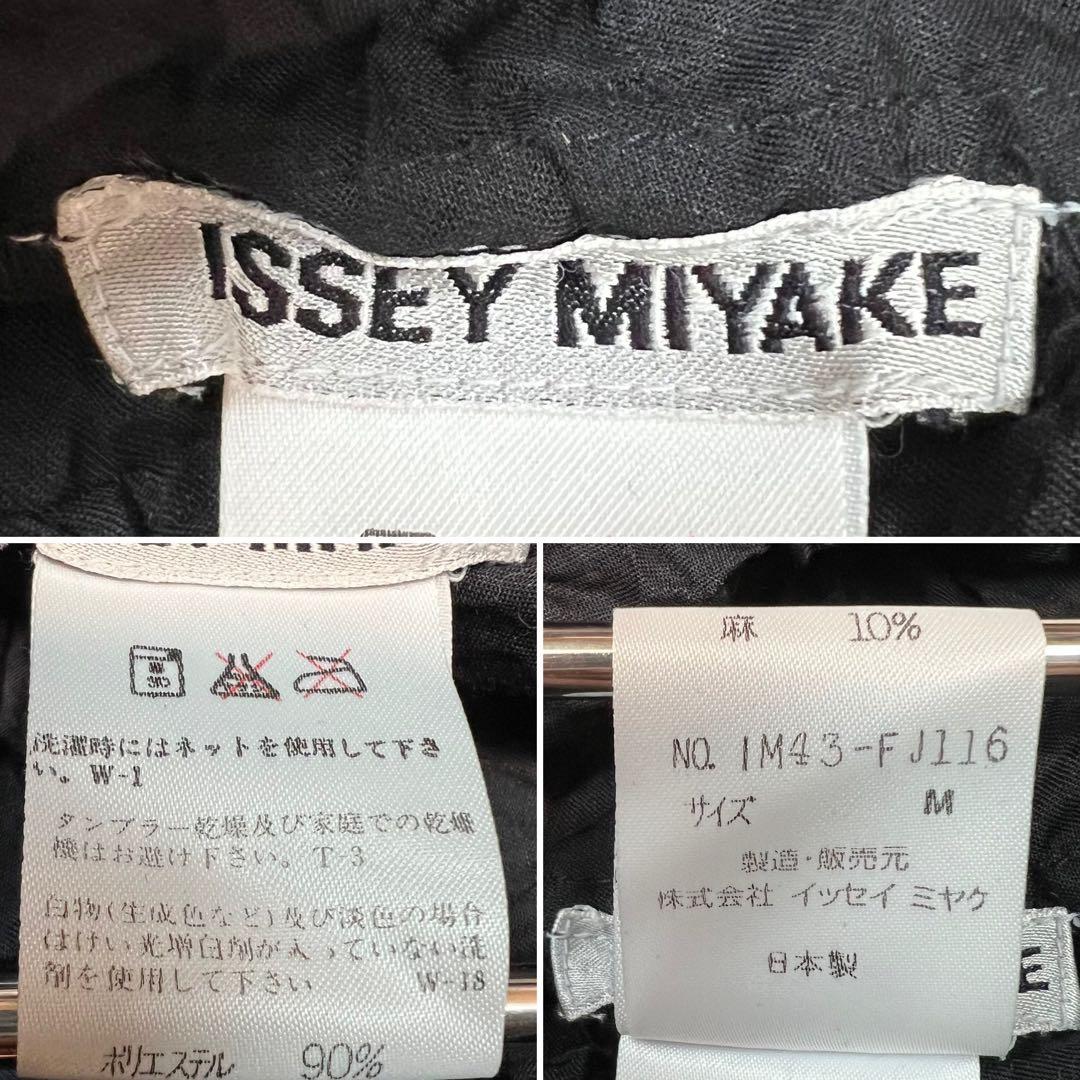 ISSEY MIYAKE
洗濯時にはネットを使用して下さ
い。W-1
タンブラー乾燥及び家庭での乾燥
機はお避け下さい。T-3
白物(生成色など)及び淡色の場合
はけい光増白剤が入っていない洗
剤を使用して下さい W-18
ポリエステル 90%
麻 10%
NO. IM43-FJ116
サイズ M
製造・販売元
株式会社 イッセイ ミヤケ
日本製
E